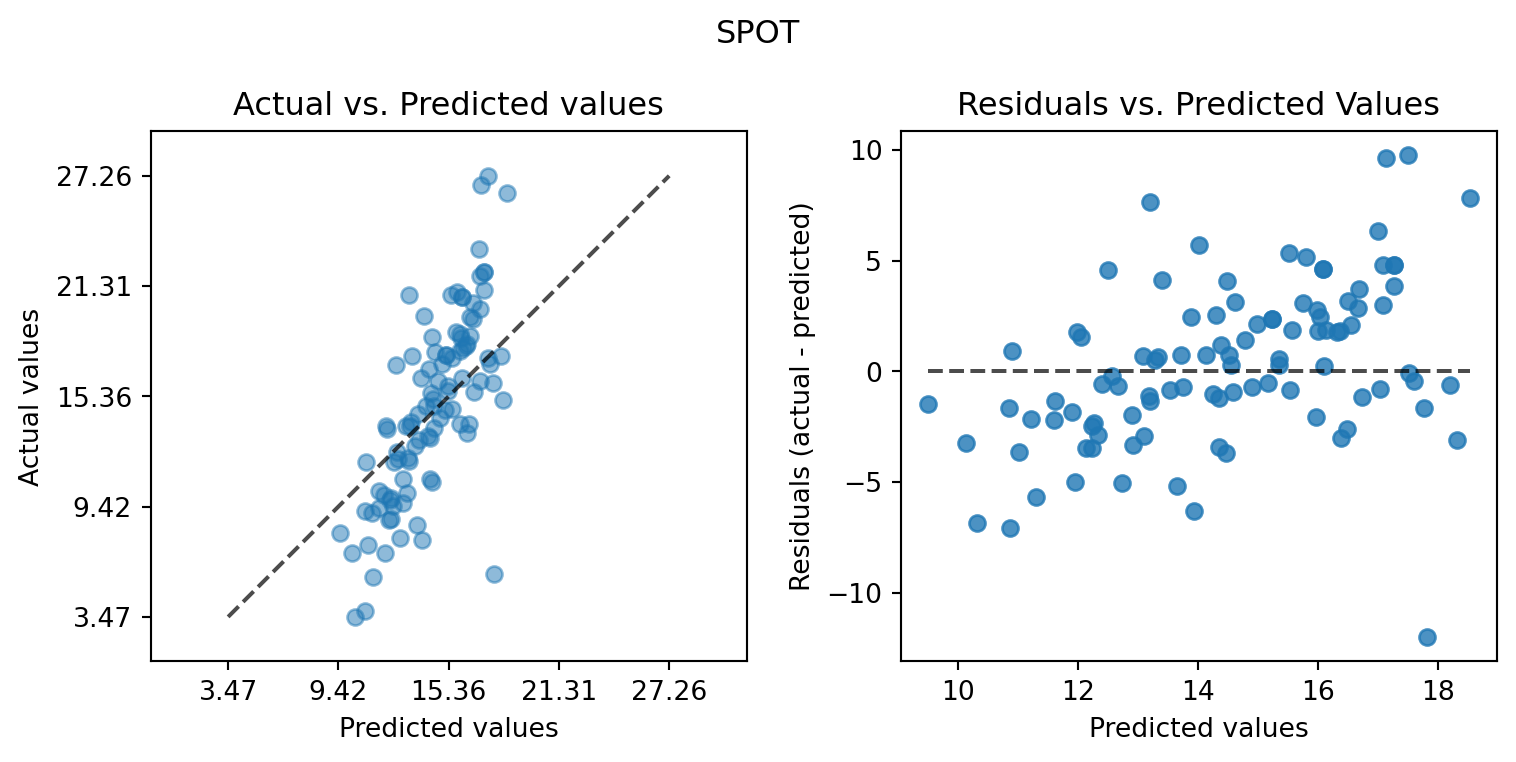 SPOT
Actual vs. Predicted values
27.26
21.31
15.36
9.42
3.47
Actual values
3.47 9.42 15.36 21.31 27.26
Predicted values
Residuals vs. Predicted Values
10
5
0
−5
−10
Residuals (actual - predicted)
10 12 14 16 18
Predicted values